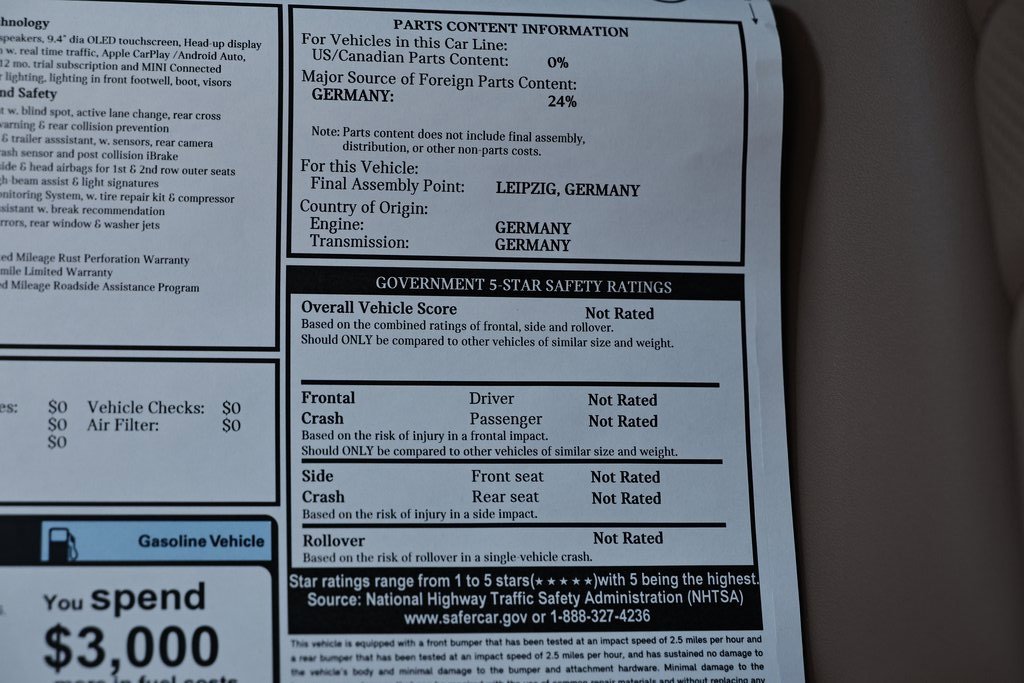 hnology
speakers, 9.4" dia OLED touchscreen, Head-up display
w. real time traffic, Apple CarPlay /Android Auto,
12 mo. trial subscription and MINI Connected
lighting, lighting in front footwell, boot, visors
nd Safety
t w. blind spot, active lane change, rear cross
warning & rear collision prevention
& trailer asssistant, w. sensors, rear camera
ash sensor and post collision iBrake
ide & head airbags for 1st & 2nd row outer seats
gh-beam assist & light signatures
onitoring System, w. tire repair kit & compressor
sistant w. break recommendation
rrors, rear window & washer jets
ed Mileage Rust Perforation Warranty
mile Limited Warranty
ed Mileage Roadside Assistance Program
es: $0 Vehicle Checks: $0
$0 Air Filter: $0
$0
Gasoline Vehicle
You spend
$3,000
more in fuel costs
PARTS CONTENT INFORMATION
For Vehicles in this Car Line:
US/Canadian Parts Content: 0%
Major Source of Foreign Parts Content:
GERMANY: 24%
Note: Parts content does not include final assembly,
distribution, or other non-parts costs.
For this Vehicle:
Final Assembly Point: LEIPZIG, GERMANY
Country of Origin:
Engine: GERMANY
Transmission: GERMANY
GOVERNMENT 5-STAR SAFETY RATINGS
Overall Vehicle Score Not Rated
Based on the combined ratings of frontal, side and rollover.
Should ONLY be compared to other vehicles of similar size and weight.
Frontal Driver Not Rated
Crash Passenger Not Rated
Based on the risk of injury in a frontal impact.
Should ONLY be compared to other vehicles of similar size and weight.
Side Front seat Not Rated
Crash Rear seat Not Rated
Based on the risk of injury in a side impact.
Rollover Not Rated
Based on the risk of rollover in a single-vehicle crash.
Star ratings range from 1 to 5 stars(★★★★★)with 5 being the highest.
Source: National Highway Traffic Safety Administration (NHTSA)
www.safercar.gov or 1-888-327-4236
This vehicle is equipped with a front bumper that has been tested at an impact speed of 2.5 miles per hour and
a rear bumper that has been tested at an impact speed of 2.5 miles per hour, and has sustained no damage to
the vehicle's body and minimal damage to the bumper and attachment hardware. Minimal damage to the